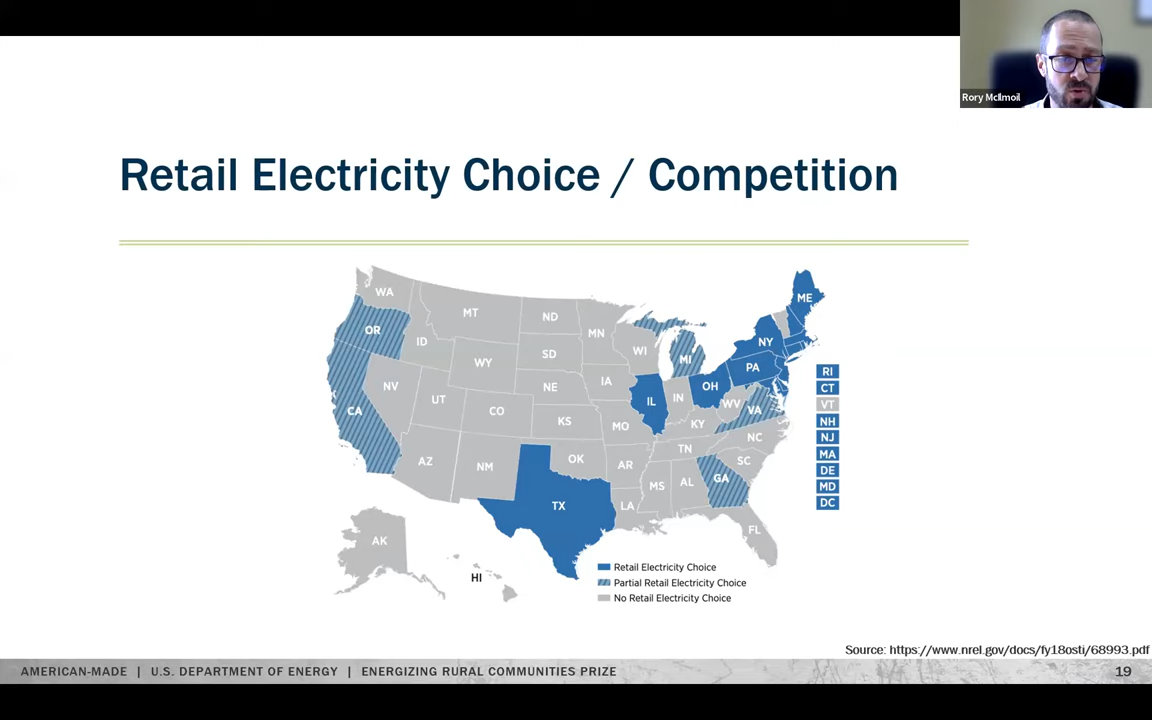 Rory McIlmoil
Retail Electricity Choice / Competition
WA
OR
CA
ID
NV
MT
WY
UT
AZ
CO
NM
ND
SD
NE
KS
OK
TX
MN
IA
MO
AR
LA
WI
IL
MS
MI
IN
KY
TN
AL
OH
WV
VA
NC
SC
GA
FL
PA
NY
ME
AK
HI
RI
CT
VT
NH
NJ
MA
DE
MD
DC
Retail Electricity Choice
Partial Retail Electricity Choice
No Retail Electricity Choice
Source: https://www.nrel.gov/docs/fy18osti/68993.pdf
AMERICAN-MADE | U.S. DEPARTMENT OF ENERGY | ENERGIZING RURAL COMMUNITIES PRIZE
19